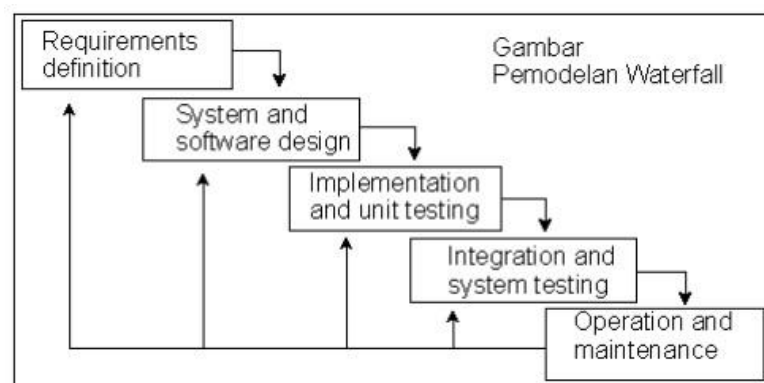 Requirements
definition
Gambar
Pemodelan Waterfall
System and
software design
Implementation
and unit testing
Integration and
system testing
Operation and
maintenance